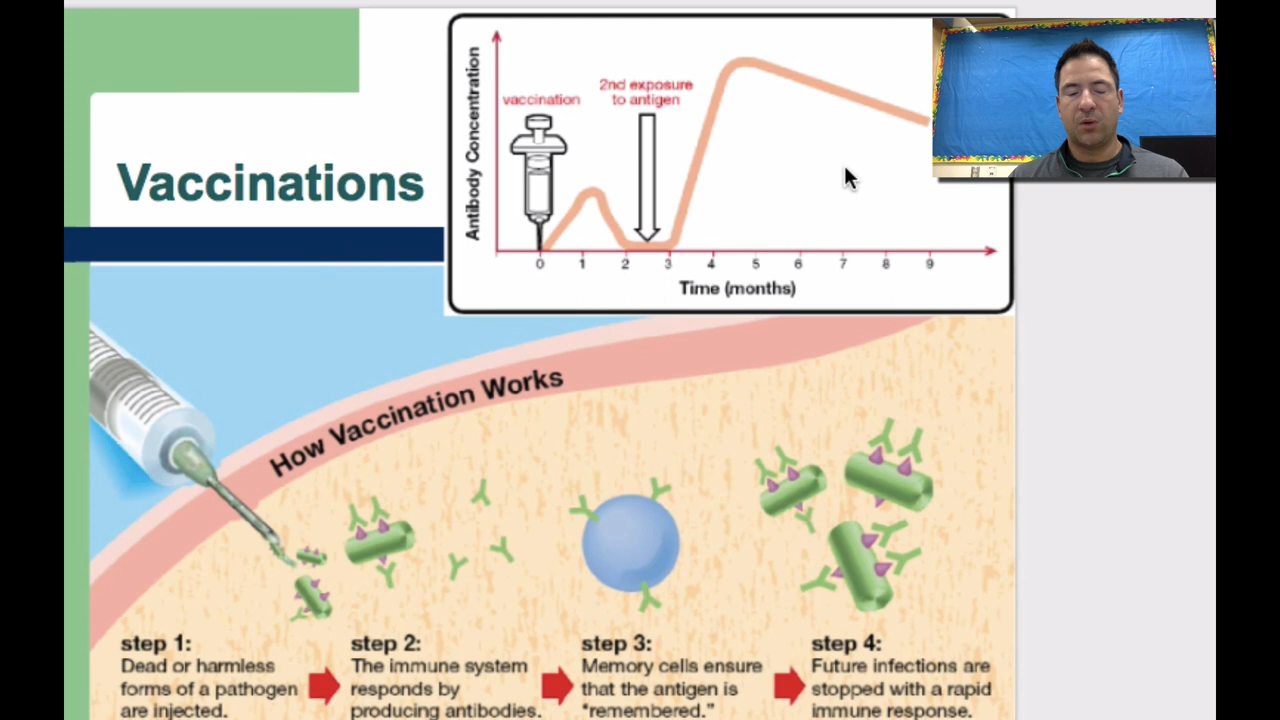 Vaccinations
Antibody Concentration
vaccination
2nd exposure
to antigen
0 1 2 3 4 5 6 7 8 9
Time (months)
How Vaccination Works
step 1:
Dead or harmless
forms of a pathogen
are injected.
step 2:
The immune system
responds by
producing antibodies.
step 3:
Memory cells ensure
that the antigen is
"remembered."
step 4:
Future infections are
stopped with a rapid
immune response.